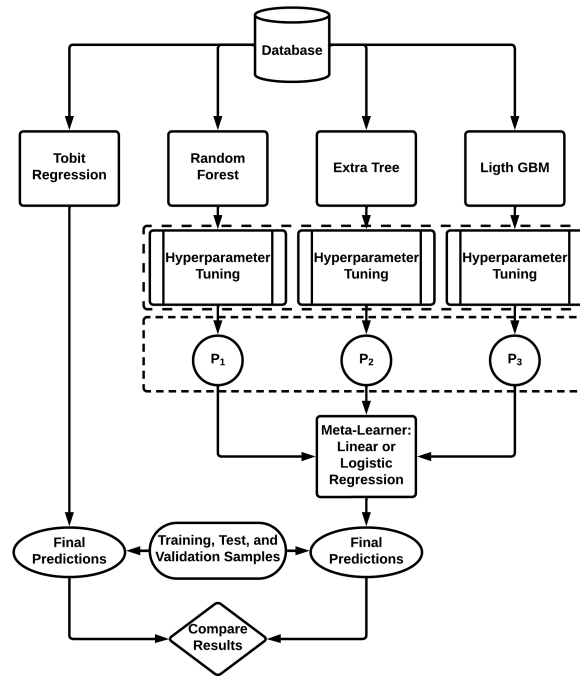 Database
Tobit
Regression
Random
Forest
Extra Tree
Ligth GBM
Hyperparameter
Tuning
Hyperparameter
Tuning
Hyperparameter
Tuning
P₁
P₂
P₃
Meta-Learner:
Linear or
Logistic
Regression
Final
Predictions
Training, Test, and
Validation Samples
Final
Predictions
Compare
Results